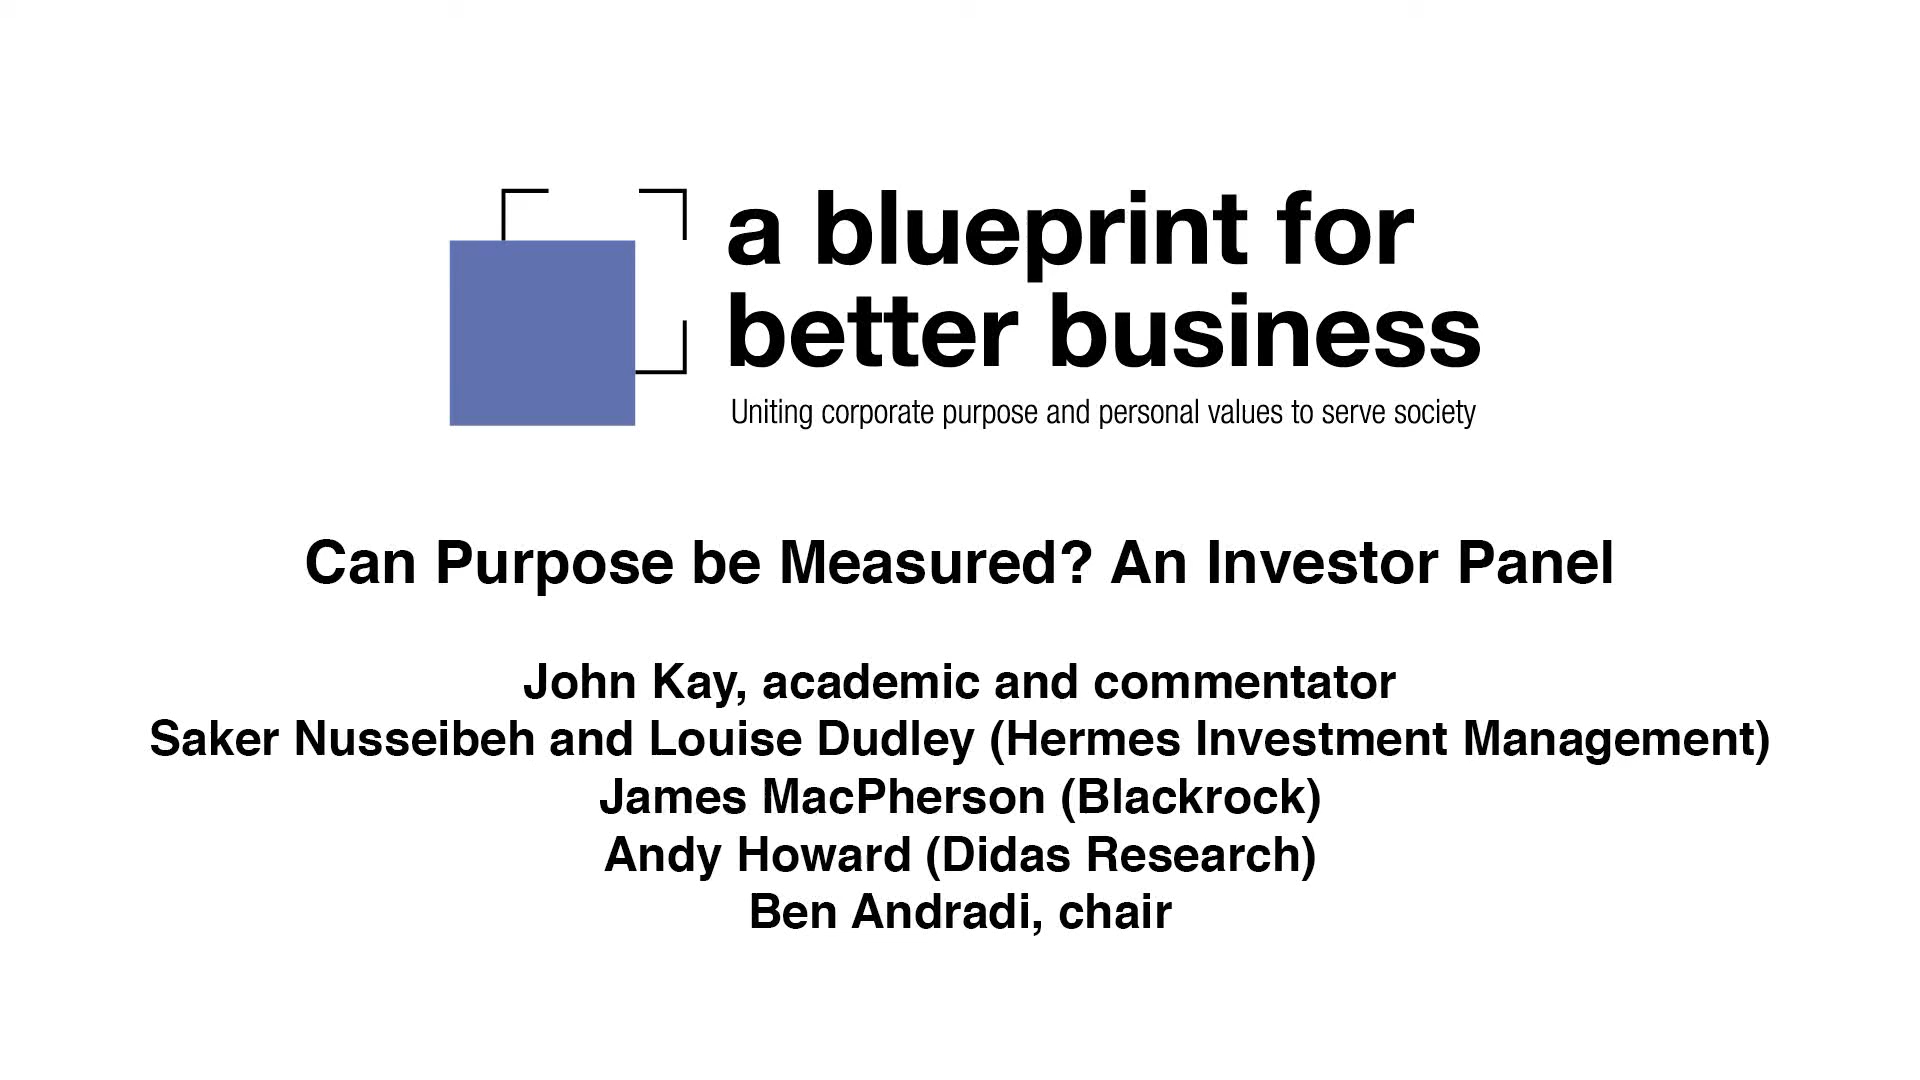 a blueprint for
better business
Uniting corporate purpose and personal values to serve society
Can Purpose be Measured? An Investor Panel
John Kay, academic and commentator
Saker Nusseibeh and Louise Dudley (Hermes Investment Management)
James MacPherson (Blackrock)
Andy Howard (Didas Research)
Ben Andradi, chair